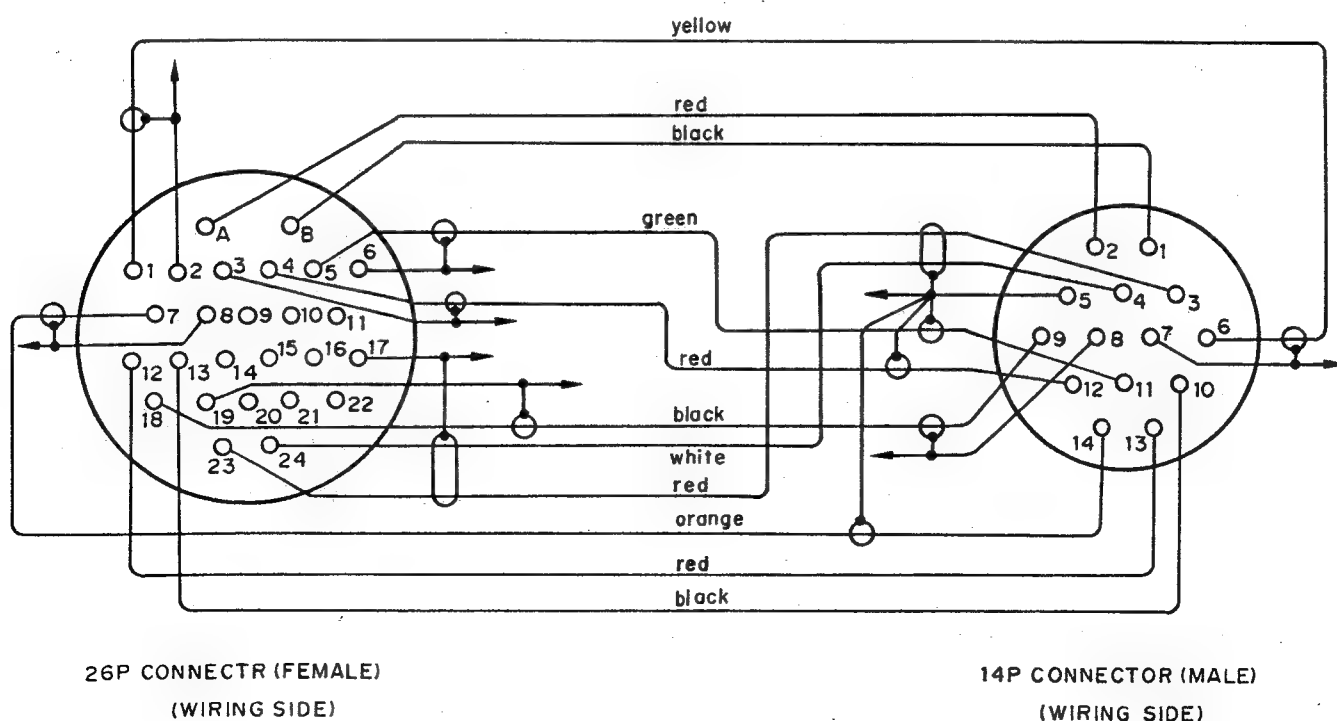 yellow
red
black
green
A B
1 2 3 4 5 6
7 8 9 10 11
12 13 14 15 16 17
18 19 20 21 22
23 24
2 1
5 4 3
9 8 7 6
12 11 10
14 13
red
black
white
red
orange
red
black
26P CONNECTR (FEMALE)
(WIRING SIDE)
14P CONNECTOR (MALE)
(WIRING SIDE)